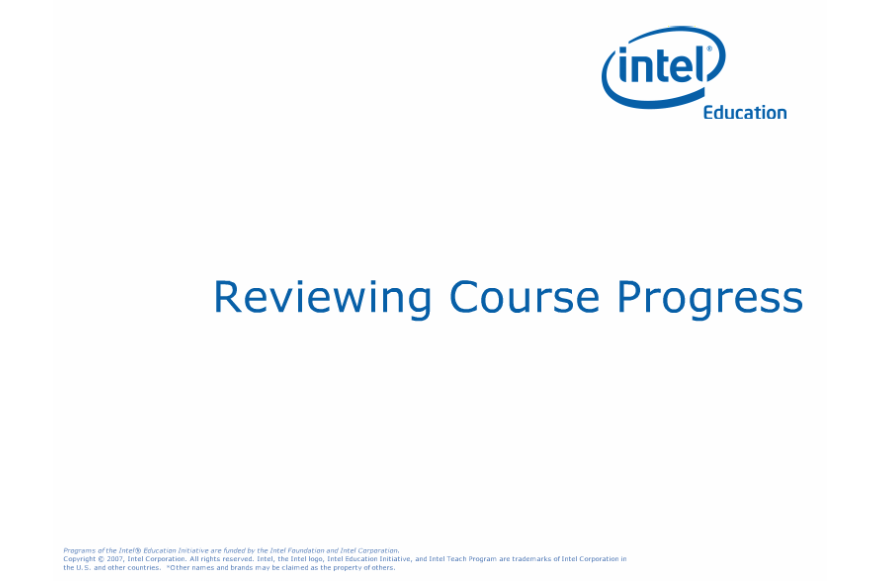 intel®
Education
Reviewing Course Progress
Programs of the Intel® Education Initiative are funded by the Intel Foundation and Intel Corporation.
Copyright © 2007, Intel Corporation. All rights reserved. Intel, the Intel logo, Intel Education Initiative, and Intel Teach Program are trademarks of Intel Corporation in
the U.S. and other countries. *Other names and brands may be claimed as the property of others.